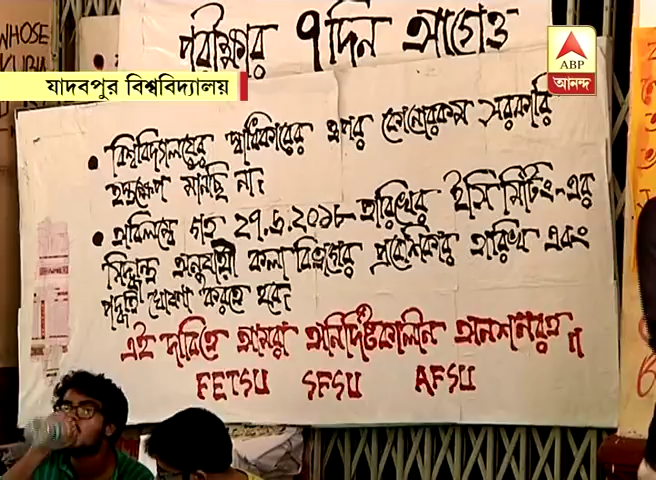 WHOSE
পরীক্ষার ৭দিন আগেও
ABP
আনন্দ
যাদবপুর বিশ্ববিদ্যালয়
• বিশ্ববিদ্যালয়ের স্বাধিকারের ওপর কোনোরকম সরকারি
হস্তক্ষেপ মানছি না।
• অবিলম্বে গত ২৭.৬.২০১৮ তারিখের ইসি মিটিং-এর
সিদ্ধান্ত অনুযায়ী কলা বিভাগের প্রবেশিকার তারিখ এবং
পদ্ধতি ঘোষণা করতে হবে।
এই দাবিতে আমরা অনির্দিষ্টকালীন অনশনরত।
FETSU SFSU AFSU